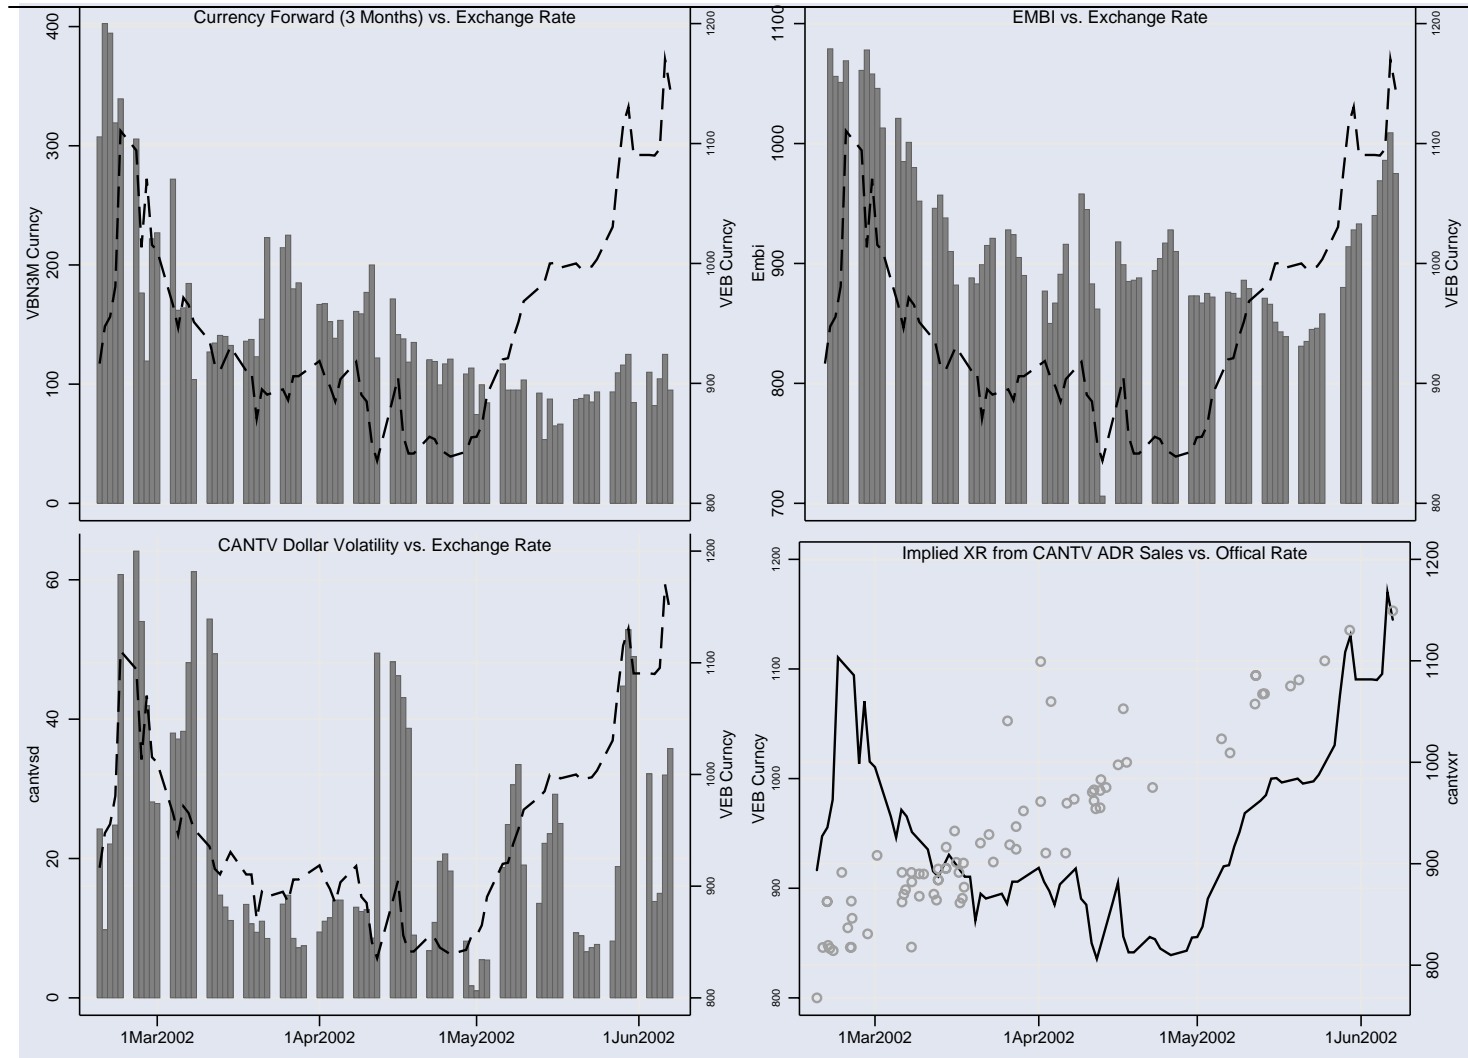 Currency Forward (3 Months) vs. Exchange Rate
VBN3M Curncy
0 100 200 300 400
VEB Curncy
800 900 1000 1100 1200
EMBI vs. Exchange Rate
Embi
700 800 900 1000 1100
VEB Curncy
800 900 1000 1100 1200
CANTV Dollar Volatility vs. Exchange Rate
cantvsd
0 20 40 60
VEB Curncy
800 900 1000 1100 1200
1Mar2002 1Apr2002 1May2002 1Jun2002
Implied XR from CANTV ADR Sales vs. Offical Rate
VEB Curncy
800 900 1000 1100 1200
cantvxr
800 900 1000 1100 1200
1Mar2002 1Apr2002 1May2002 1Jun2002